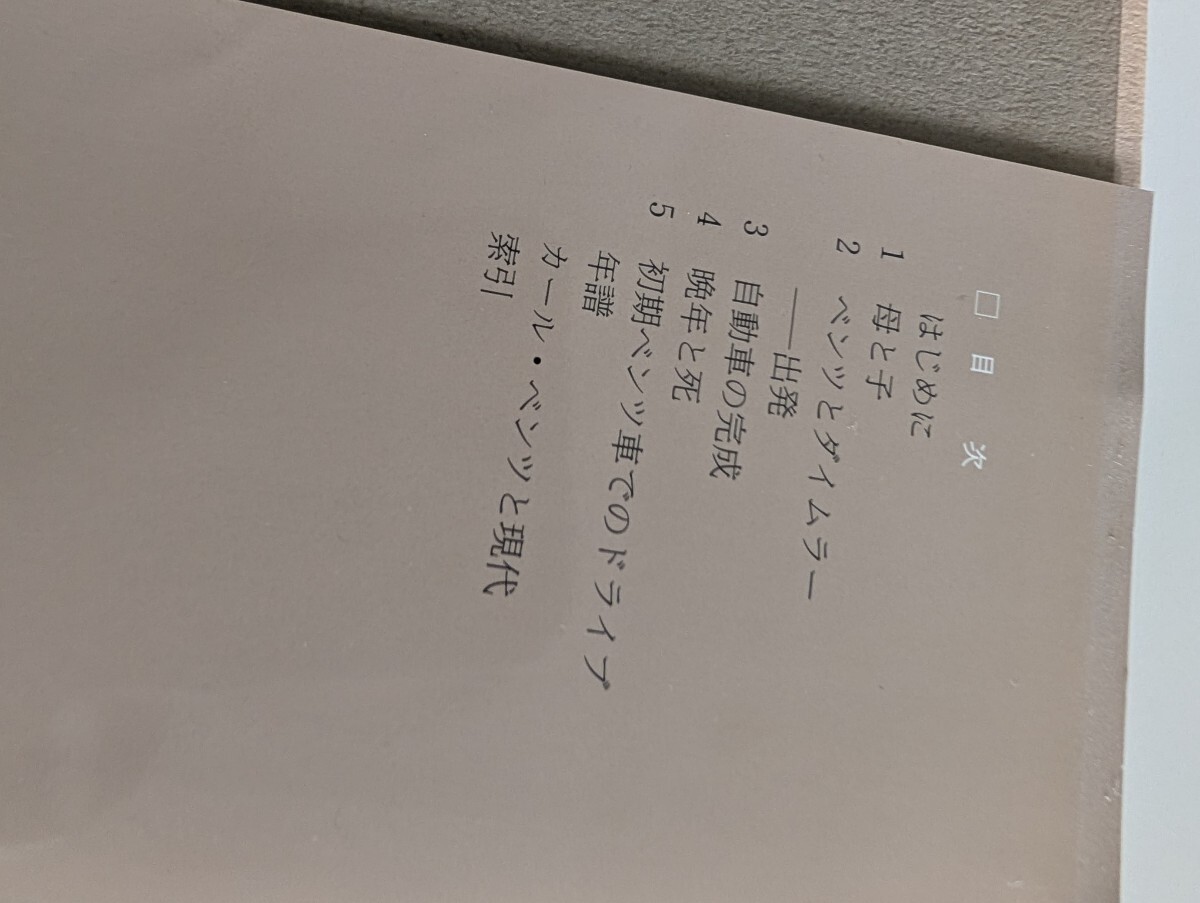 □目次
はじめに
1 母と子
2 ベンツとダイムラー
――出発
3 自動車の完成
4 晩年と死
5 初期ベンツ車でのドライブ
年譜
カール・ベンツと現代
索引